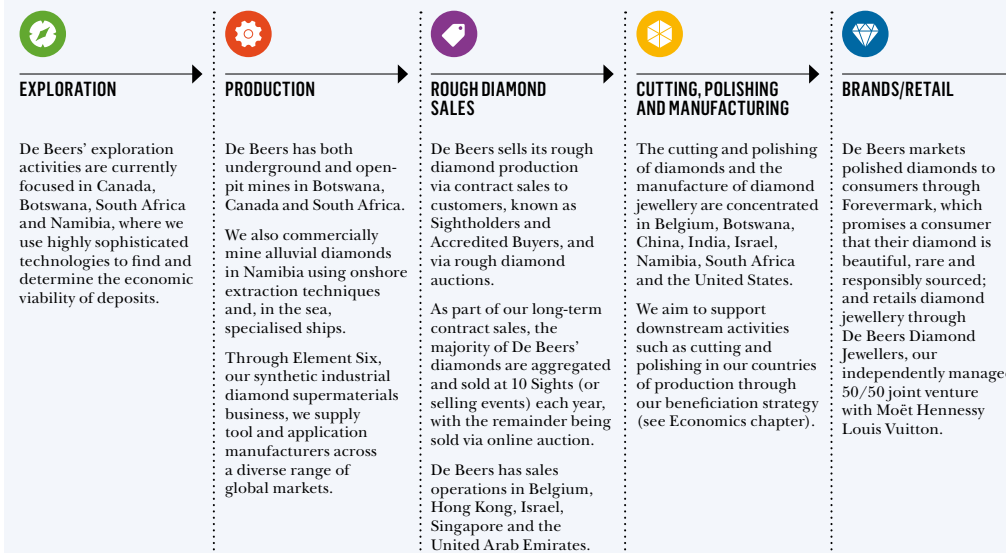 EXPLORATION
De Beers’ exploration
activities are currently
focused in Canada,
Botswana, South Africa
and Namibia, where we
use highly sophisticated
technologies to find and
determine the economic
viability of deposits.
PRODUCTION
De Beers has both
underground and open-
pit mines in Botswana,
Canada and South Africa.
We also commercially
mine alluvial diamonds
in Namibia using onshore
extraction techniques
and, in the sea,
specialised ships.
Through Element Six,
our synthetic industrial
diamond supermaterials
business, we supply
tool and application
manufacturers across
a diverse range of
global markets.
ROUGH DIAMOND
SALES
De Beers sells its rough
diamond production
via contract sales to
customers, known as
Sightholders and
Accredited Buyers, and
via rough diamond
auctions.
As part of our long-term
contract sales, the
majority of De Beers’
diamonds are aggregated
and sold at 10 Sights (or
selling events) each year,
with the remainder being
sold via online auction.
De Beers has sales
operations in Belgium,
Hong Kong, Israel,
Singapore and the
United Arab Emirates.
CUTTING, POLISHING
AND MANUFACTURING
The cutting and polishing
of diamonds and the
manufacture of diamond
jewellery are concentrated
in Belgium, Botswana,
China, India, Israel,
Namibia, South Africa
and the United States.
We aim to support
downstream activities
such as cutting and
polishing in our countries
of production through
our beneficiation strategy
(see Economics chapter).
BRANDS/RETAIL
De Beers markets
polished diamonds to
consumers through
Forevermark, which
promises a consumer
that their diamond is
beautiful, rare and
responsibly sourced;
and retails diamond
jewellery through
De Beers Diamond
Jewellers, our
independently managed
50/50 joint venture
with Moët Hennessy
Louis Vuitton.